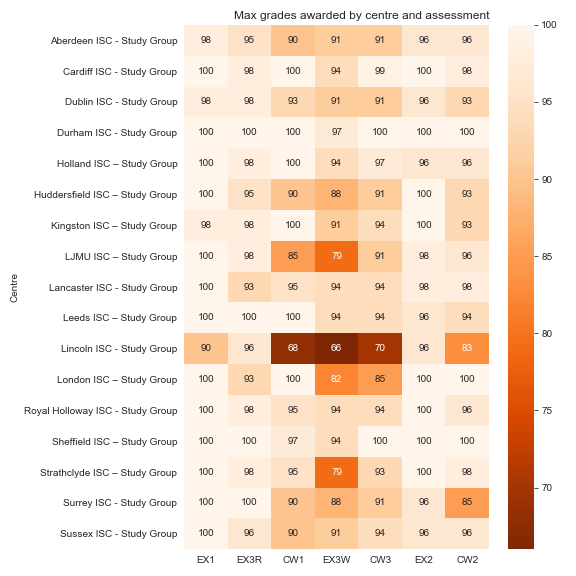 Max grades awarded by centre and assessment
Centre
Aberdeen ISC - Study Group 98 95 90 91 91 96 96
Cardiff ISC - Study Group 100 98 100 94 99 100 98
Dublin ISC - Study Group 98 98 93 91 91 96 93
Durham ISC - Study Group 100 100 100 97 100 100 100
Holland ISC – Study Group 100 98 100 94 97 96 96
Huddersfield ISC – Study Group 100 95 90 88 91 100 93
Kingston ISC – Study Group 98 98 100 91 94 100 93
LJMU ISC – Study Group 100 98 85 79 91 98 96
Lancaster ISC - Study Group 100 93 95 94 94 98 98
Leeds ISC – Study Group 100 100 100 94 94 96 94
Lincoln ISC - Study Group 90 96 68 66 70 96 83
London ISC – Study Group 100 93 100 82 85 100 100
Royal Holloway ISC - Study Group 100 98 95 94 94 100 96
Sheffield ISC – Study Group 100 100 97 94 100 100 100
Strathclyde ISC – Study Group 100 98 95 79 93 100 98
Surrey ISC - Study Group 100 100 90 88 91 96 85
Sussex ISC - Study Group 100 96 90 91 94 96 96
EX1 EX3R CW1 EX3W CW3 EX2 CW2
100
95
90
85
80
75
70